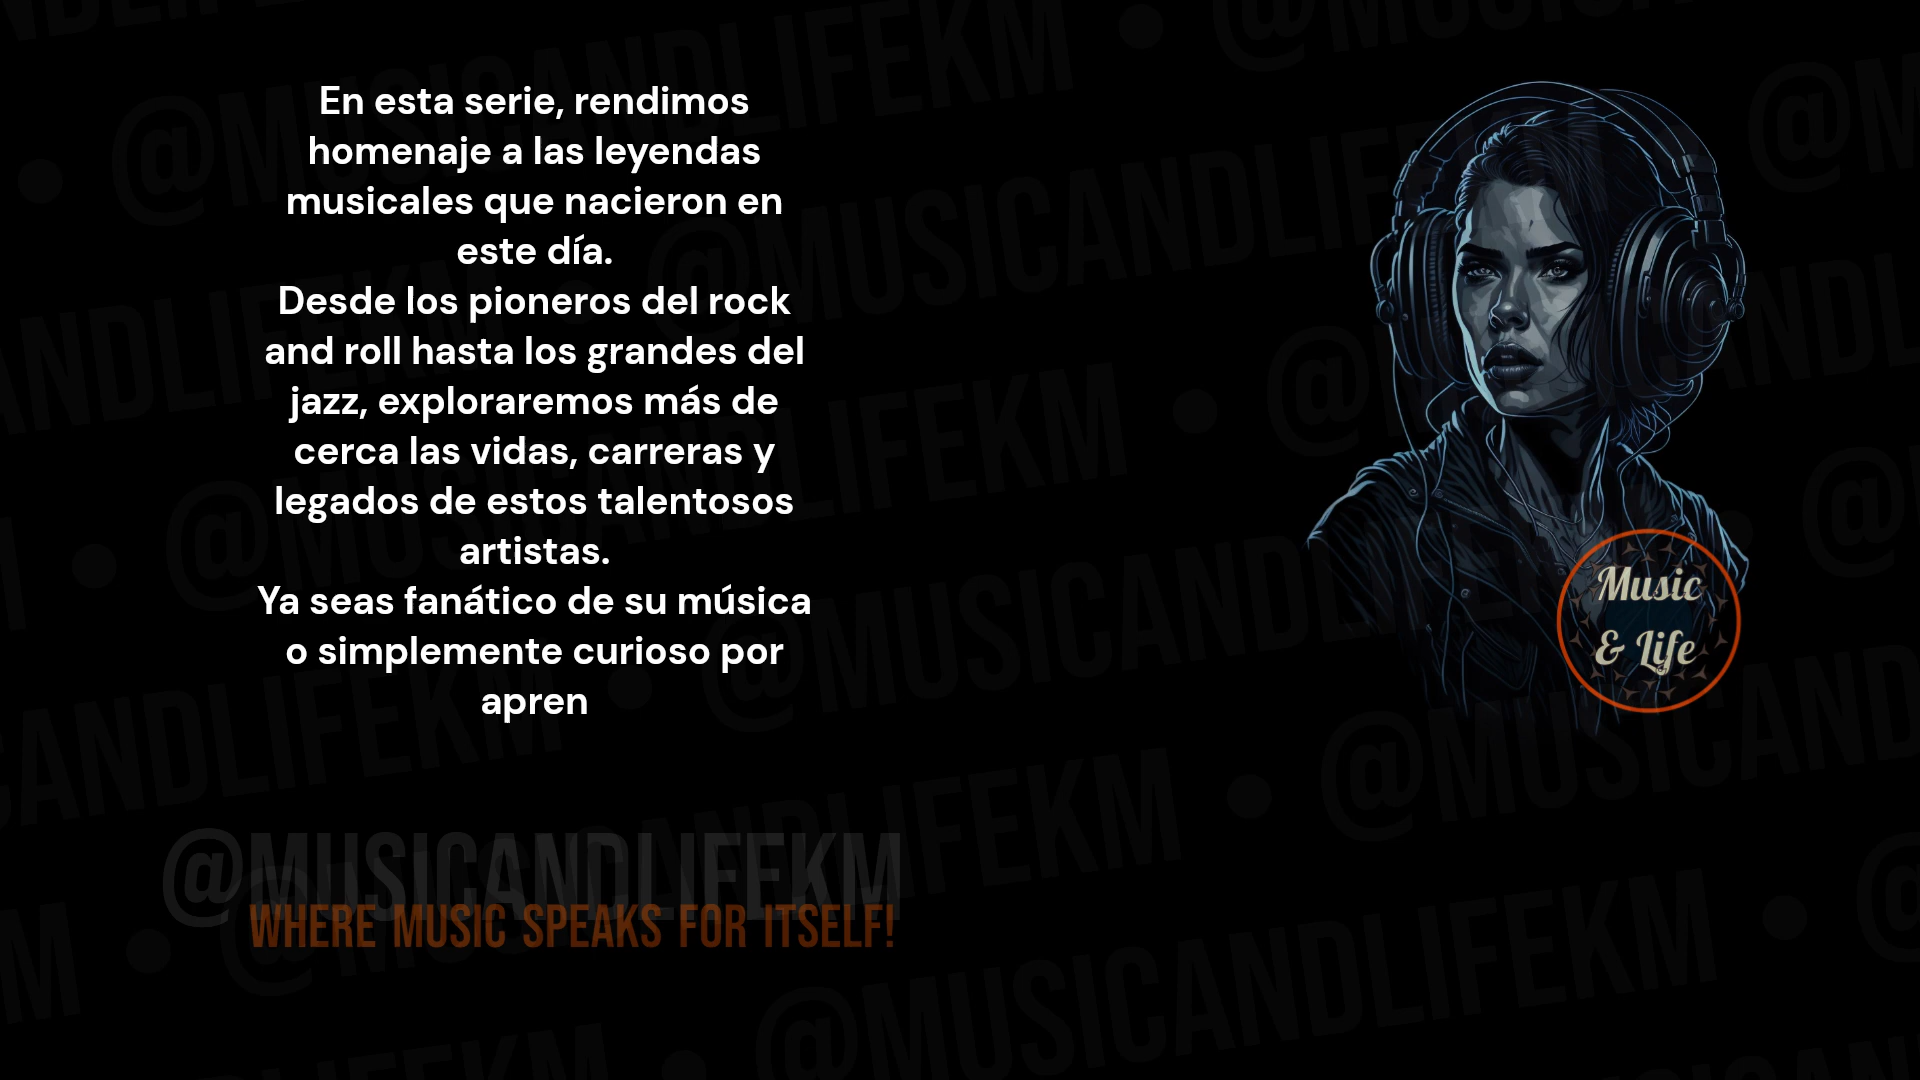 En esta serie, rendimos
homenaje a las leyendas
musicales que nacieron en
este día.
Desde los pioneros del rock
and roll hasta los grandes del
jazz, exploraremos más de
cerca las vidas, carreras y
legados de estos talentosos
artistas.
Ya seas fanático de su música
o simplemente curioso por
apren
Music
& Life
@MUSICANDLIFEKM
WHERE MUSIC SPEAKS FOR ITSELF!